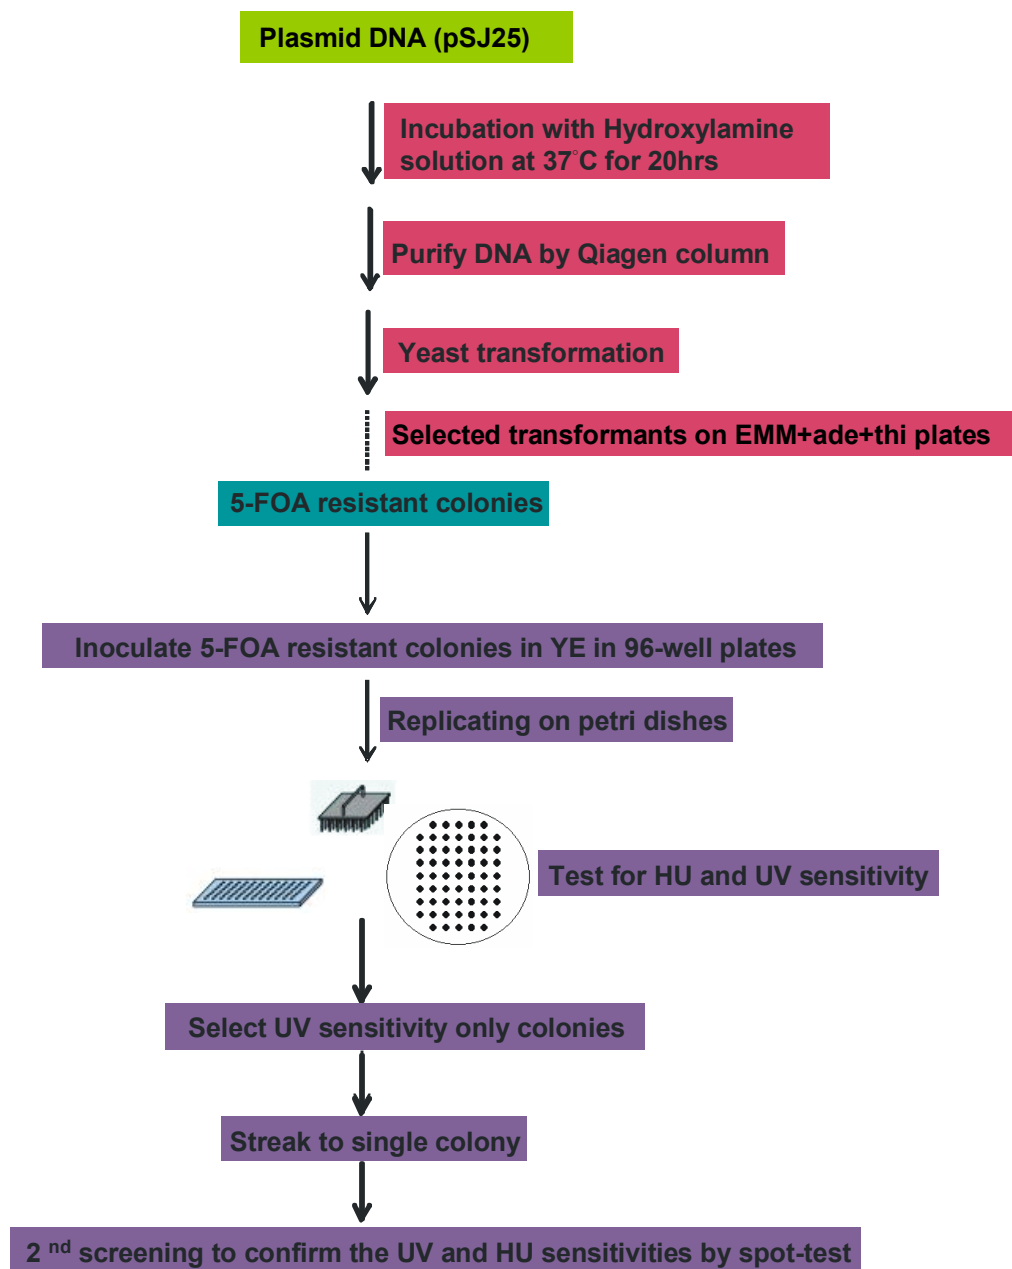 Plasmid DNA (pSJ25)
Incubation with Hydroxylamine
solution at 37°C for 20hrs
Purify DNA by Qiagen column
Yeast transformation
Selected transformants on EMM+ade+thi plates
5-FOA resistant colonies
Inoculate 5-FOA resistant colonies in YE in 96-well plates
Replicating on petri dishes
Test for HU and UV sensitivity
Select UV sensitivity only colonies
Streak to single colony
2 nd screening to confirm the UV and HU sensitivities by spot-test